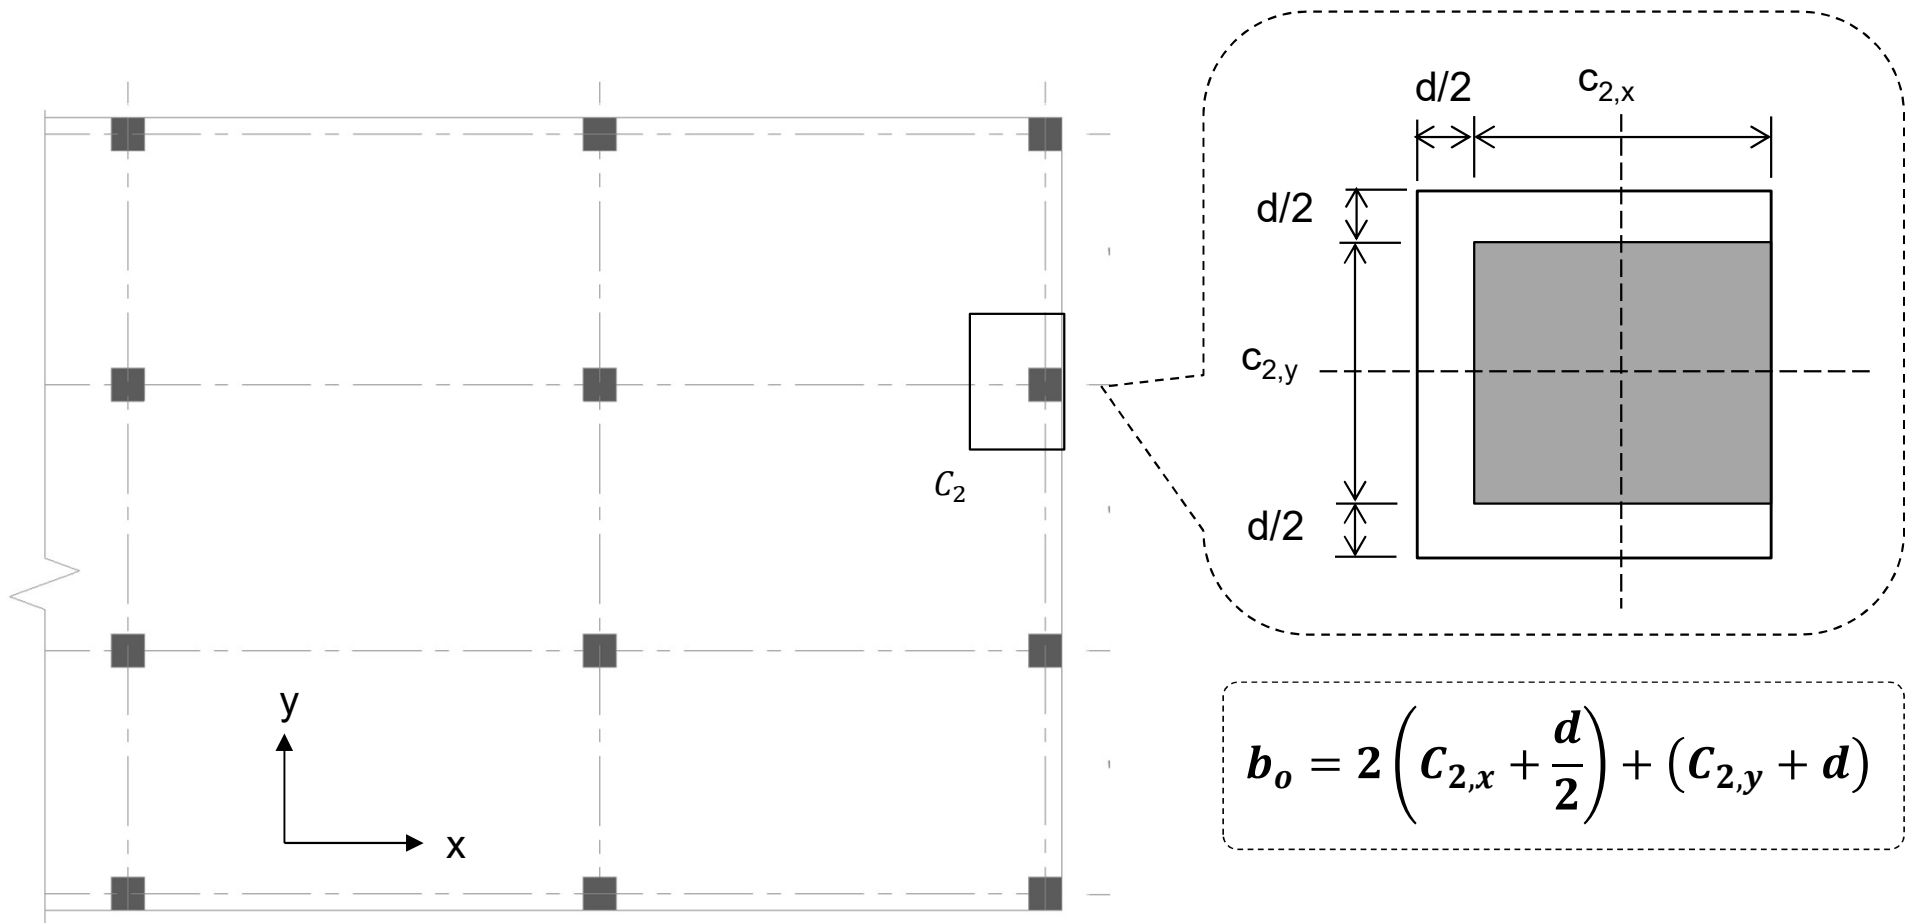 d/2
c2,x
d/2
c2,y
d/2
C2
y
x
bo = 2(C2,x + d/2) + (C2,y + d)